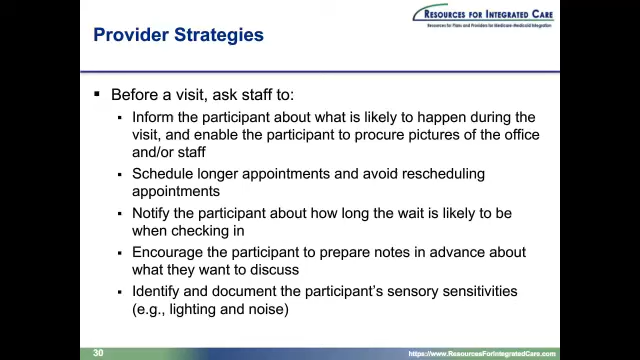 RESOURCES FOR INTEGRATED CARE
Resources for Plans and Providers for Medicare-Medicaid Integration
Provider Strategies
▪ Before a visit, ask staff to:
▪ Inform the participant about what is likely to happen during the
visit, and enable the participant to procure pictures of the office
and/or staff
▪ Schedule longer appointments and avoid rescheduling
appointments
▪ Notify the participant about how long the wait is likely to be
when checking in
▪ Encourage the participant to prepare notes in advance about
what they want to discuss
▪ Identify and document the participant’s sensory sensitivities
(e.g., lighting and noise)
30
https://www.ResourcesForIntegratedCare.com